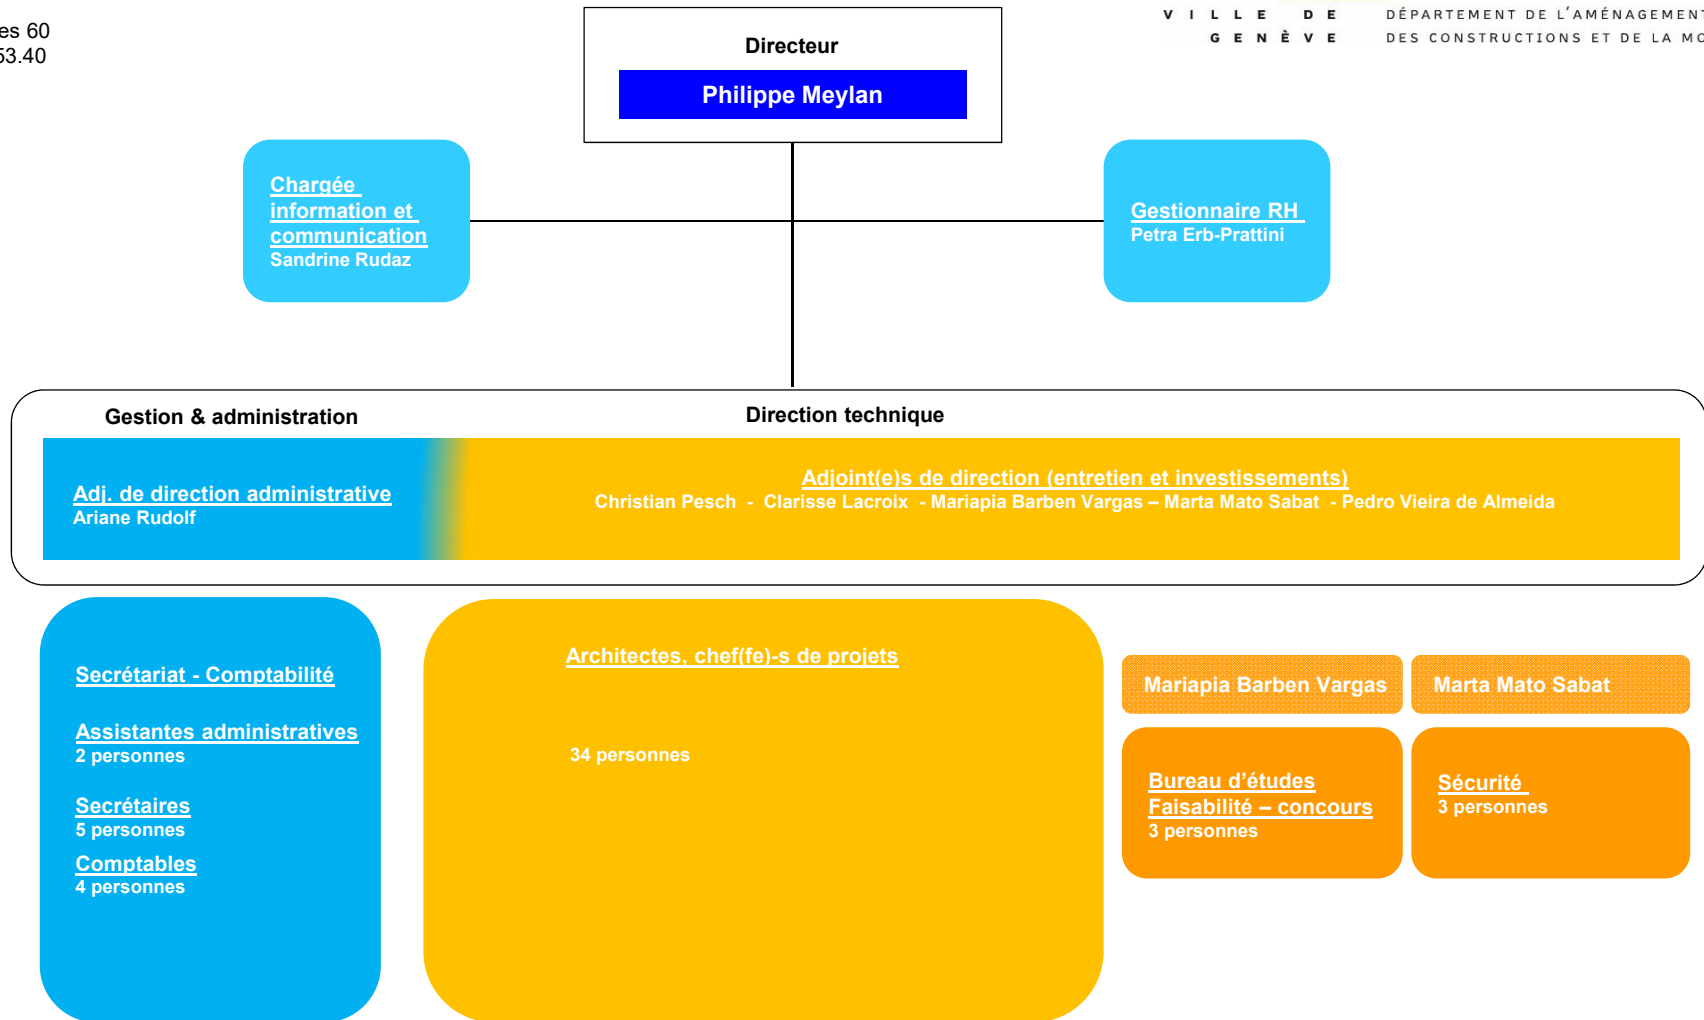 60
53.40
VILLE DE
GENÈVE
DÉPARTEMENT DE L'AMÉNAGEMENT
DES CONSTRUCTIONS ET DE LA
Directeur
Philippe Meylan
Chargée
information et
communication
Sandrine Rudaz
Gestionnaire RH
Petra Erb-Prattini
Gestion & administration
Direction technique
Adj. de direction administrative
Ariane Rudolf
Adjoint(e)s de direction (entretien et investissements)
Christian Pesch - Clarisse Lacroix - Mariapia Barben Vargas – Marta Mato Sabat - Pedro Vieira de Almeida
Secrétariat - Comptabilité
Assistantes administratives
2 personnes
Secrétaires
5 personnes
Comptables
4 personnes
Architectes, chef(fe)-s de projets
34 personnes
Mariapia Barben Vargas
Bureau d'études
Faisabilité – concours
3 personnes
Marta Mato Sabat
Sécurité
3 personnes